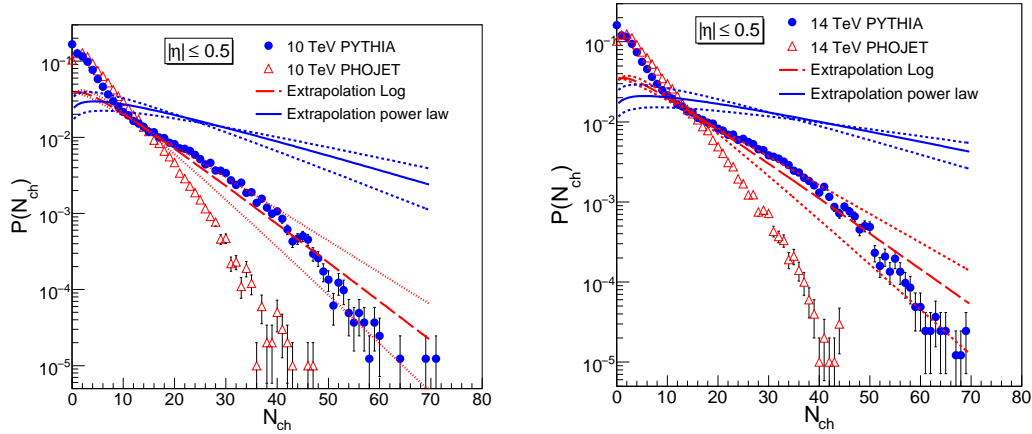 |η| ≤ 0.5
10 TeV PYTHIA
10 TeV PHOJET
Extrapolation Log
Extrapolation power law
P(N_ch)
10⁻¹
10⁻²
10⁻³
10⁻⁴
10⁻⁵
0 10 20 30 40 50 60 70 80
N_ch
|η| ≤ 0.5
14 TeV PYTHIA
14 TeV PHOJET
Extrapolation Log
Extrapolation power law
P(N_ch)
10⁻¹
10⁻²
10⁻³
10⁻⁴
10⁻⁵
0 10 20 30 40 50 60 70 80
N_ch